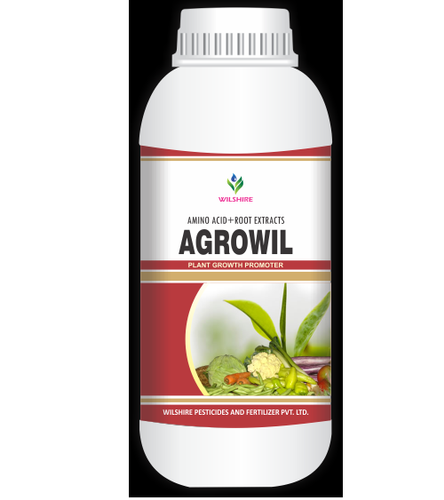 WILSHIRE
AMINO ACID+ROOT EXTRACTS
AGROWIL
PLANT GROWTH PROMOTER
WILSHIRE PESTICIDES AND FERTILIZER PVT. LTD.